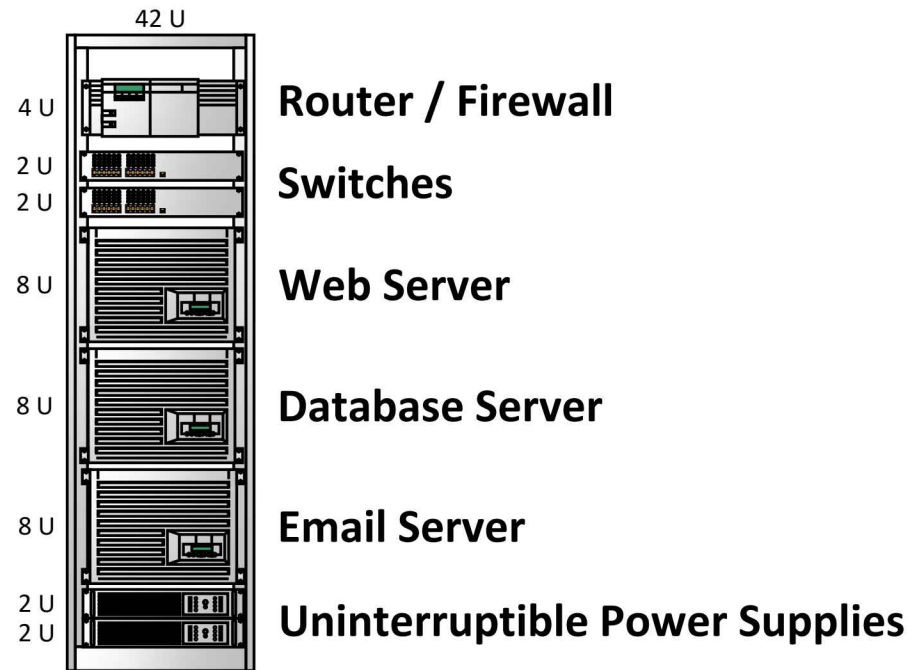 42 U
4 U
Router / Firewall
2 U
2 U
Switches
8 U
Web Server
8 U
Database Server
8 U
Email Server
2 U
2 U
Uninterruptible Power Supplies